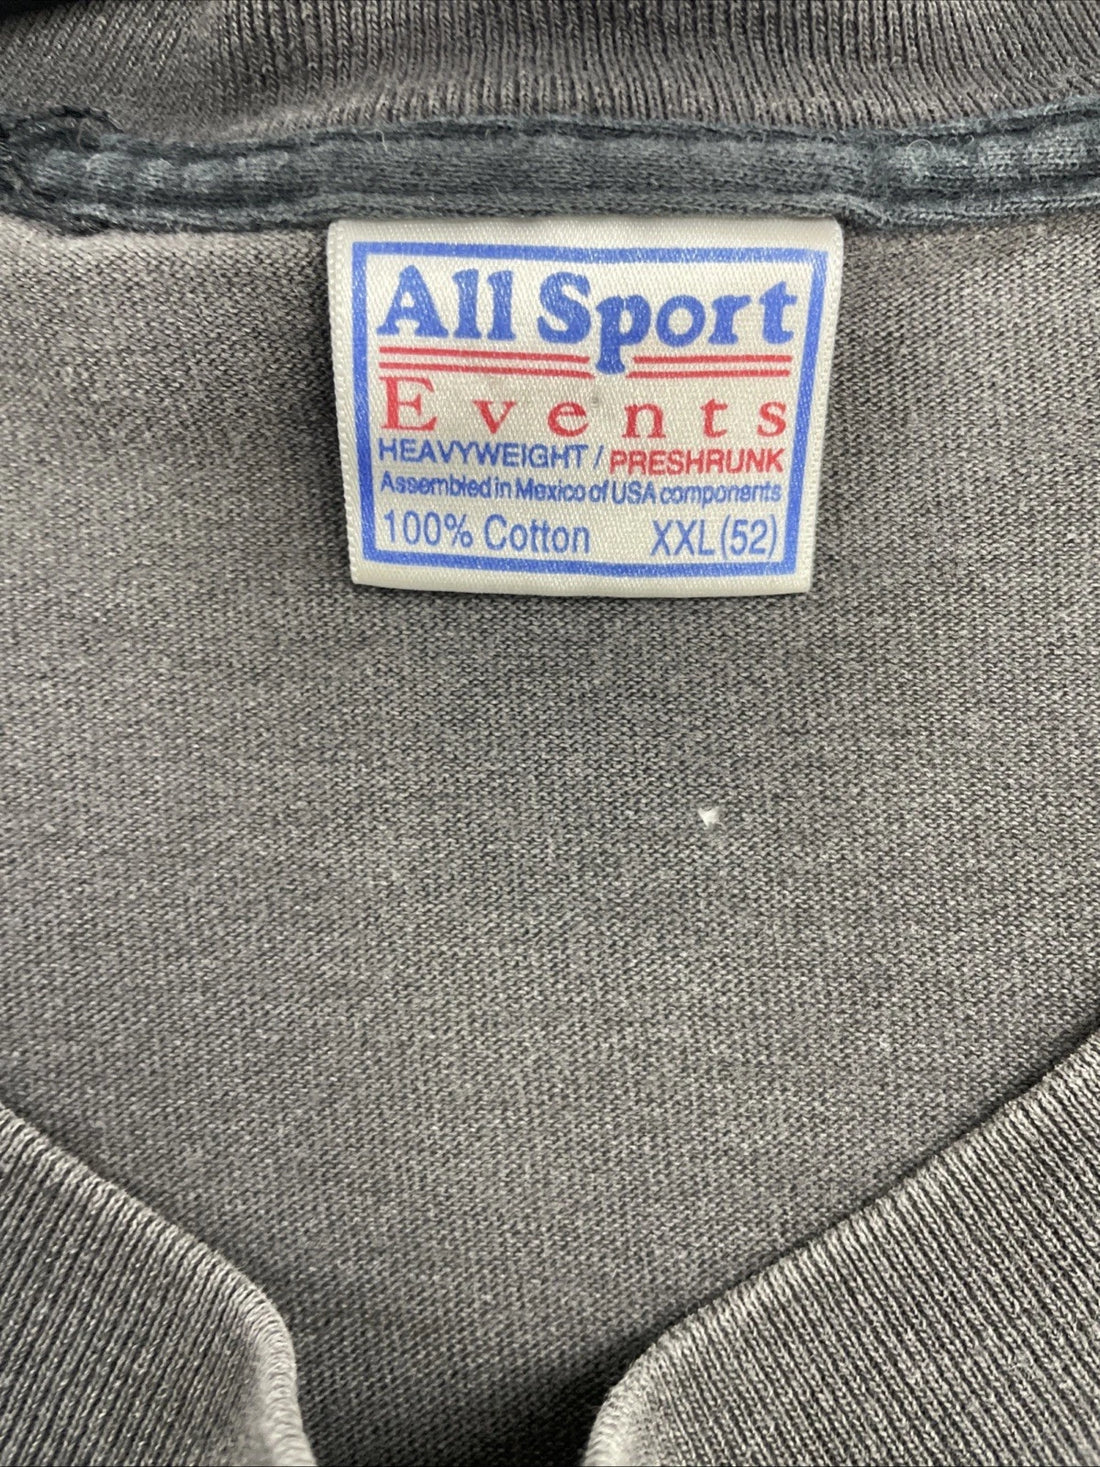 All Sport
Events
HEAVYWEIGHT / PRESHRUNK
Assembled in Mexico of USA components
100% Cotton XXL (52)